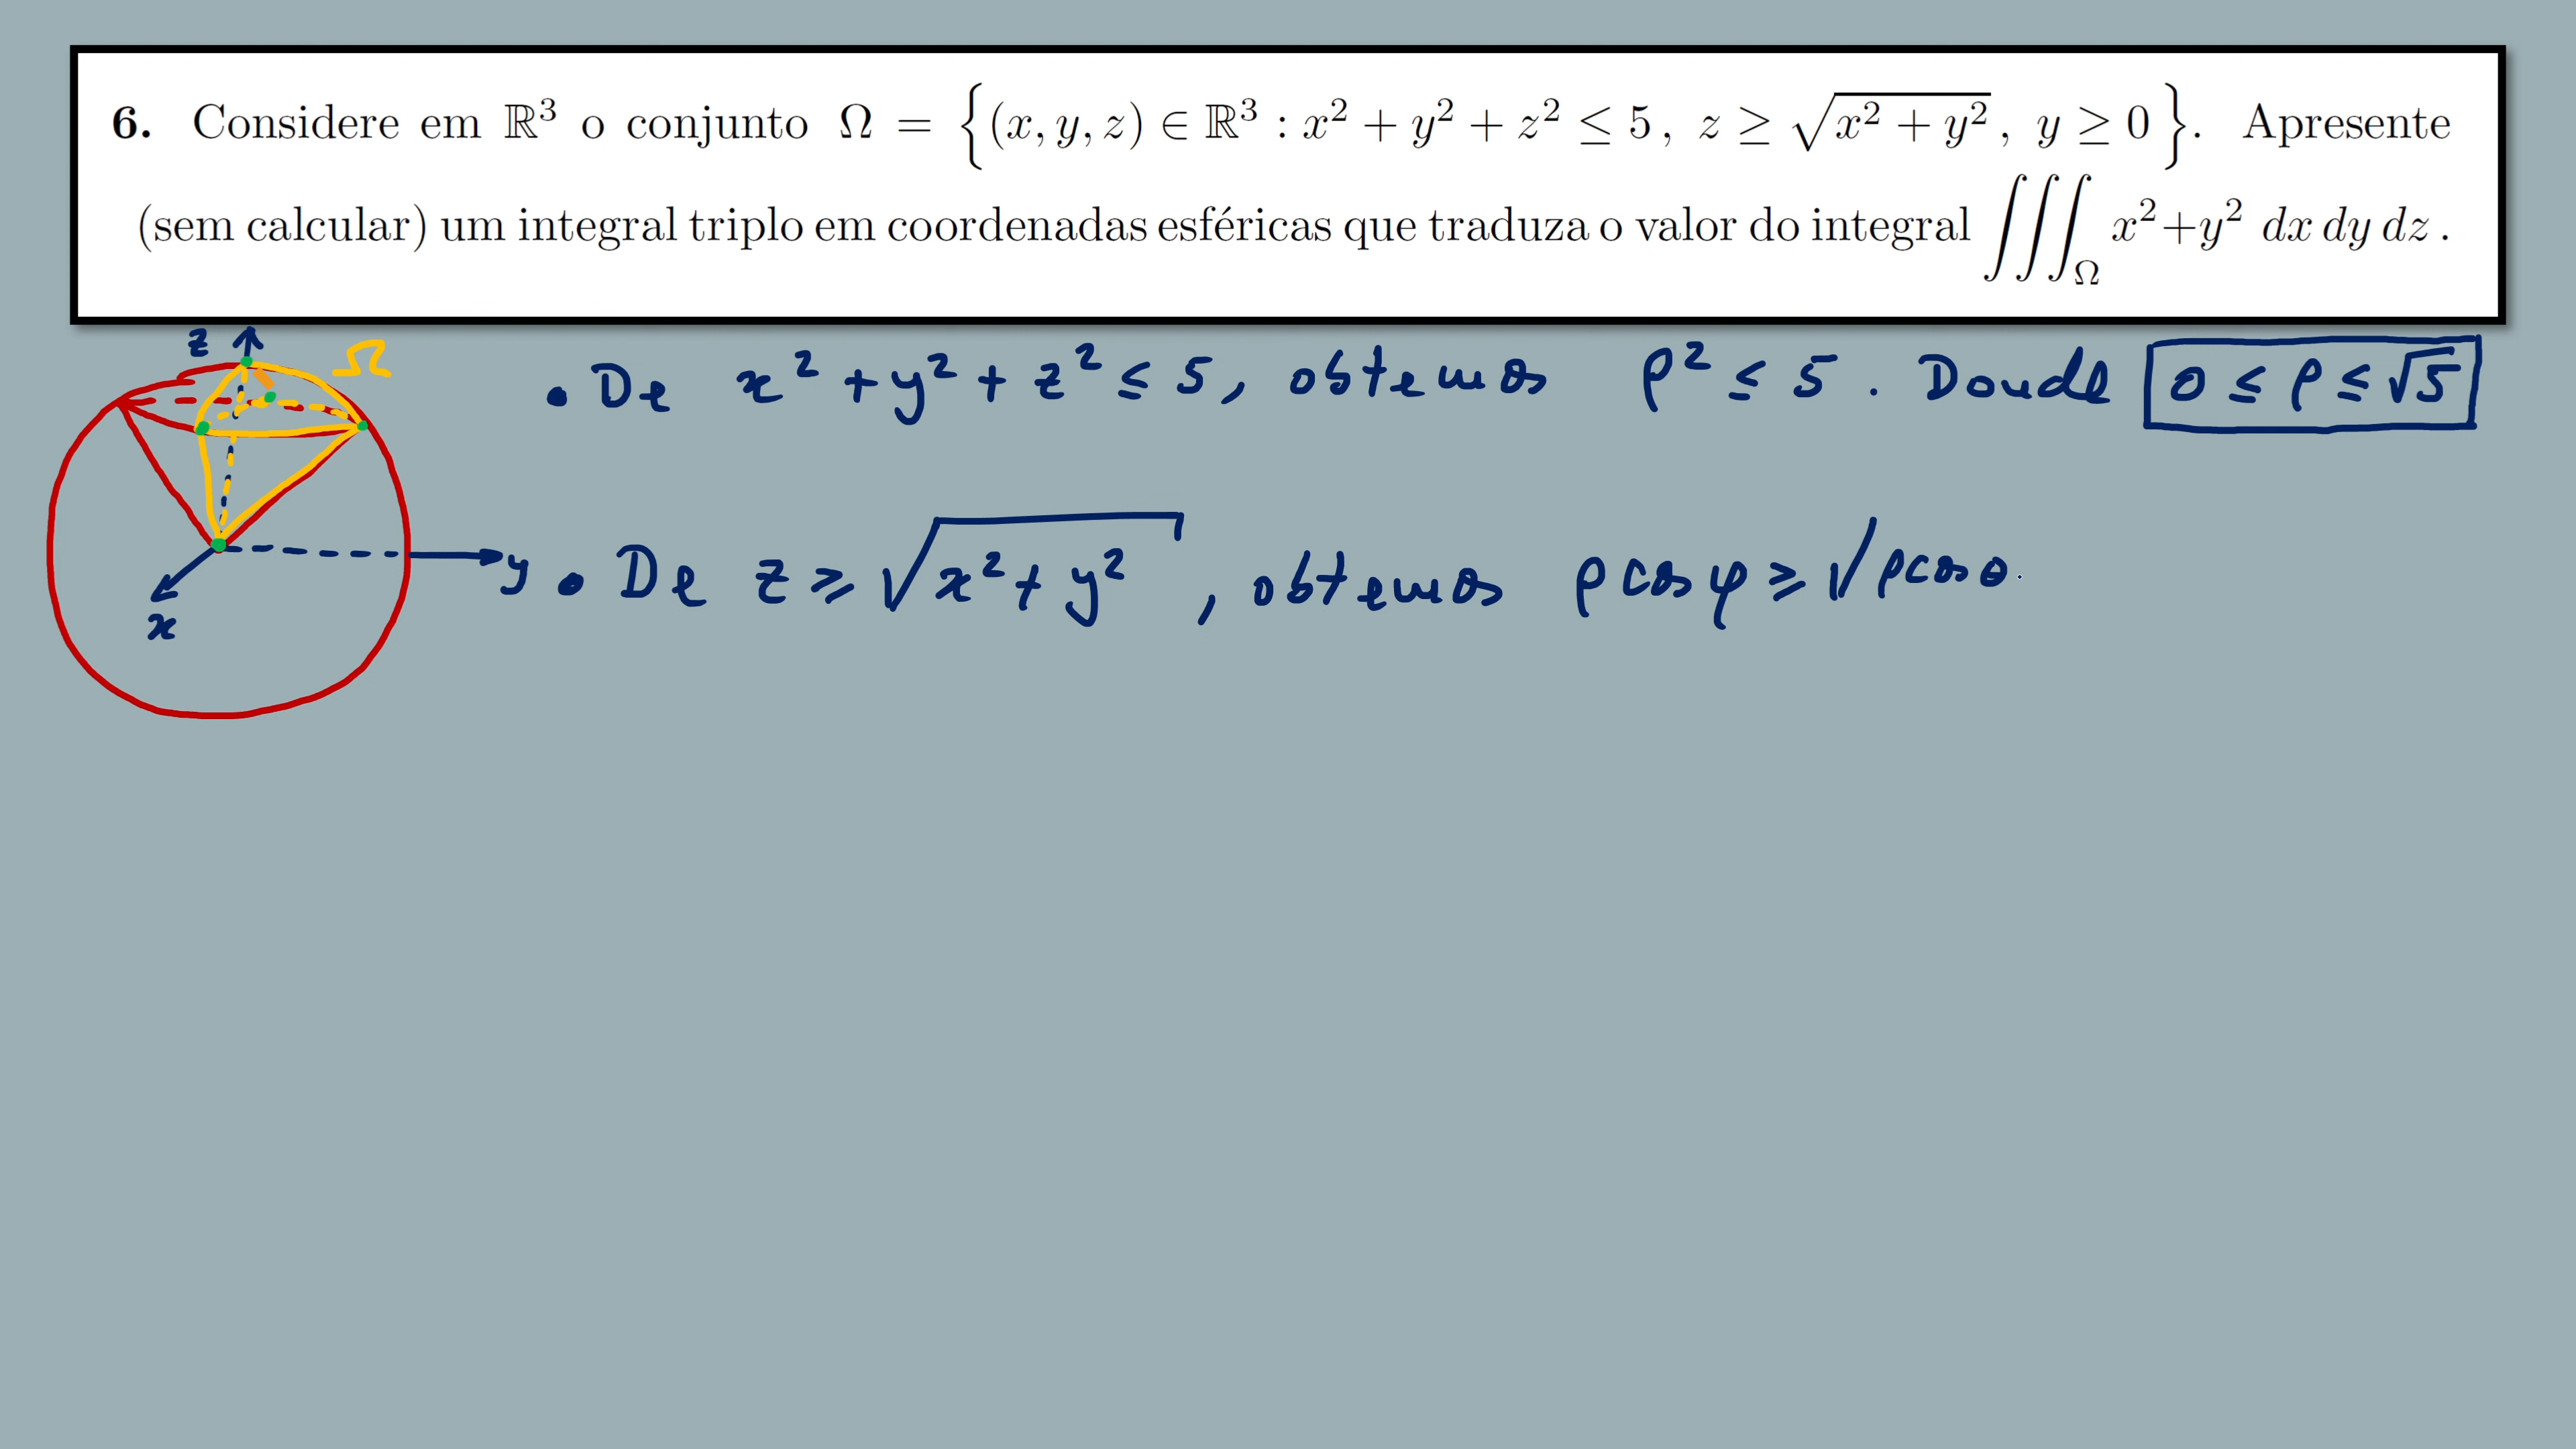 6. Considere em ℝ³ o conjunto Ω = {(x, y, z) ∈ ℝ³ : x² + y² + z² ≤ 5, z ≥ √(x² + y²), y ≥ 0}. Apresente
(sem calcular) um integral triplo em coordenadas esféricas que traduza o valor do integral ∭_Ω x²+y² dx dy dz.
z Ω
• De x² + y² + z² ≤ 5, obtemos ρ² ≤ 5. Donde 0 ≤ ρ ≤ √5
y
x
• De z ≥ √(x² + y²), obtemos ρ cos φ ≥ √ρ cos θ